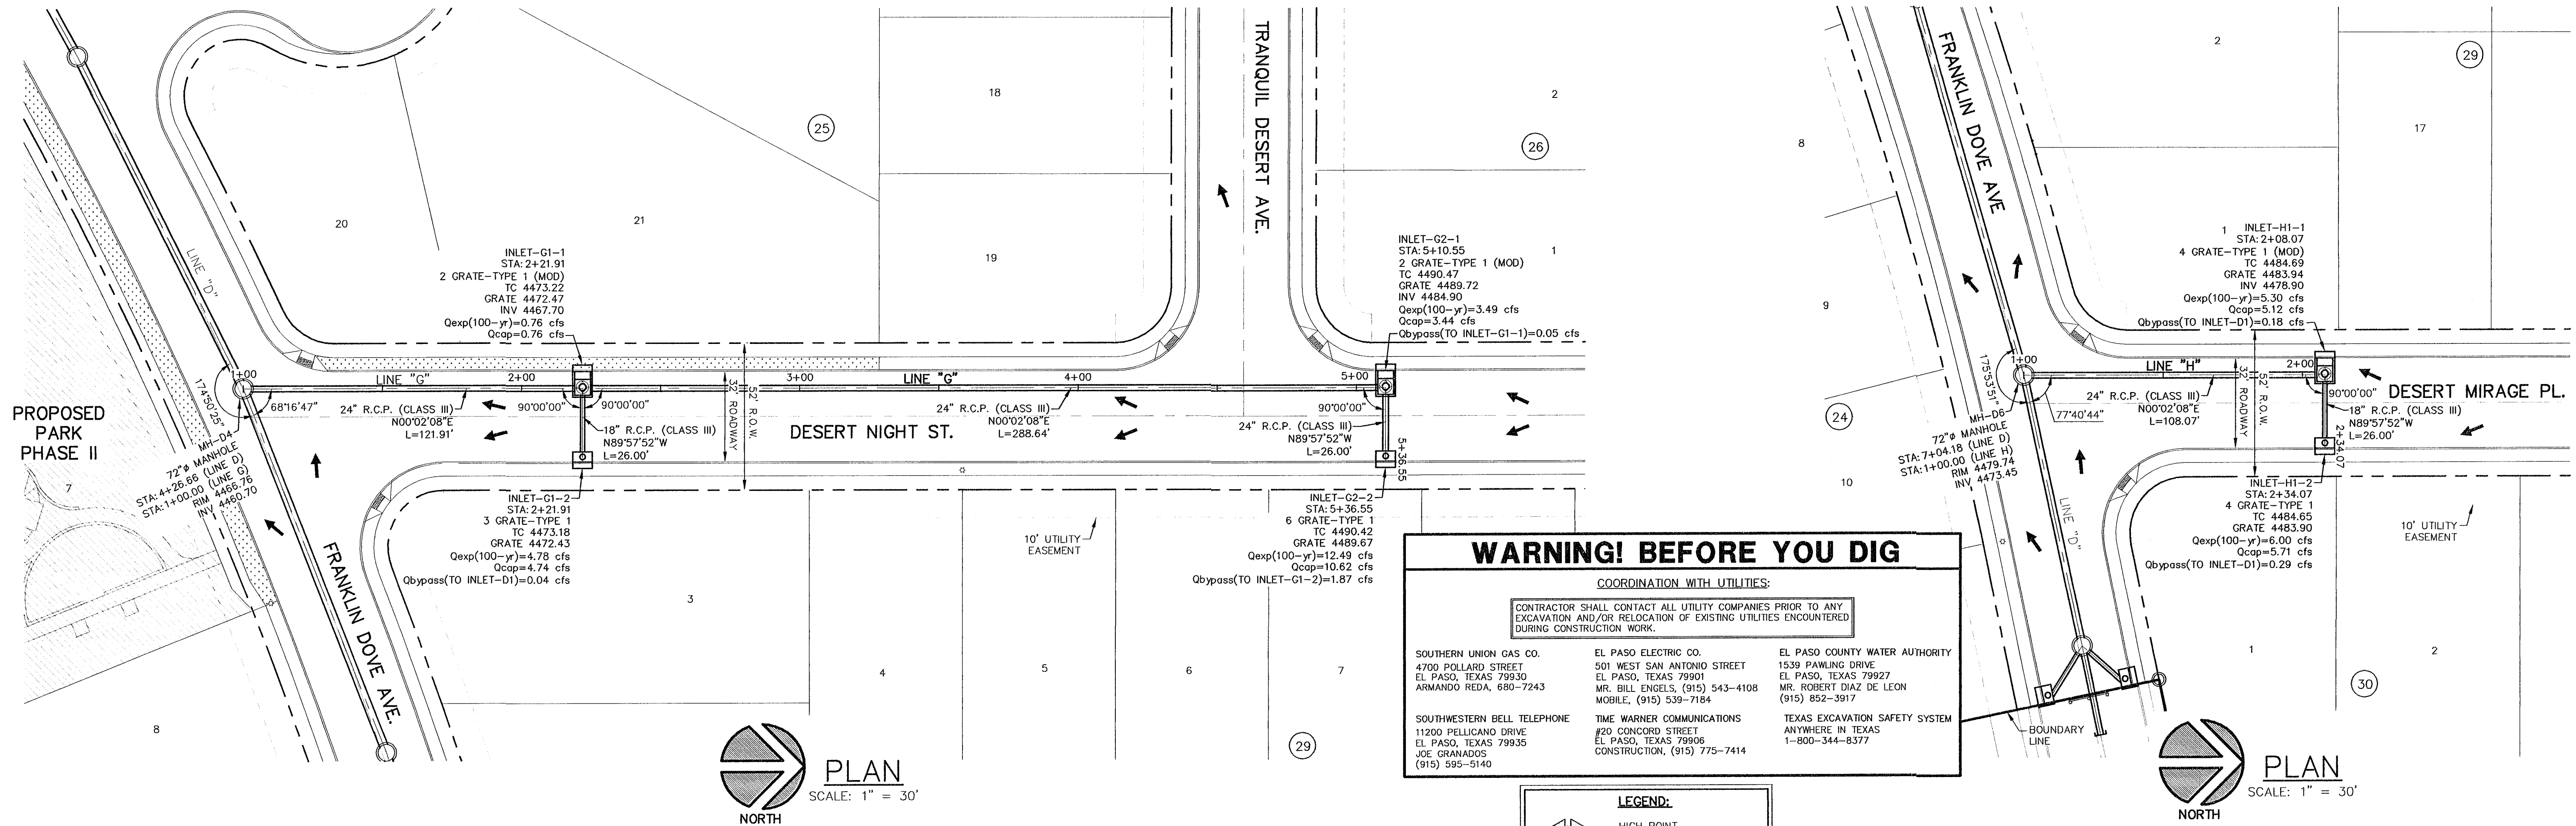 PROPOSED
PARK
PHASE II
7
8
20
21
25
18
19
26
2
1
TRANQUIL DESERT AVE.
LINE "D"
INLET-G1-1
STA: 2+21.91
2 GRATE-TYPE 1 (MOD)
TC 4473.22
GRATE 4472.47
INV 4467.70
Qexp(100-yr)=0.76 cfs
Qcap=0.76 cfs
INLET-G2-1
STA: 5+10.55
2 GRATE-TYPE 1 (MOD)
TC 4490.47
GRATE 4489.72
INV 4484.90
Qexp(100-yr)=3.49 cfs
Qcap=3.44 cfs
Qbypass(TO INLET-G1-1)=0.05 cfs
1+00
LINE "G"
2+00
3+00
LINE "G"
4+00
5+00
174°50'25"
68°16'47"
24" R.C.P. (CLASS III)
N00°02'08"E
L=121.91'
90°00'00"
90°00'00"
18" R.C.P. (CLASS III)
N89°57'52"W
L=26.00'
32' ROADWAY
52' R.O.W.
DESERT NIGHT ST.
24" R.C.P. (CLASS III)
N00°02'08"E
L=288.64'
90°00'00"
24" R.C.P. (CLASS III)
N89°57'52"W
L=26.00'
5+36.55
MH-D4
72"ø MANHOLE
STA: 4+26.66 (LINE D)
STA: 1+00.00 (LINE G)
RIM 4466.76
INV 4460.70
INLET-G1-2
STA: 2+21.91
3 GRATE-TYPE 1
TC 4473.18
GRATE 4472.43
Qexp(100-yr)=4.78 cfs
Qcap=4.74 cfs
Qbypass(TO INLET-D1)=0.04 cfs
INLET-G2-2
STA: 5+36.55
6 GRATE-TYPE 1
TC 4490.42
GRATE 4489.67
Qexp(100-yr)=12.49 cfs
Qcap=10.62 cfs
Qbypass(TO INLET-G1-2)=1.87 cfs
10' UTILITY
EASEMENT
FRANKLIN DOVE AVE.
3
4
5
6
7
29
PLAN
SCALE: 1" = 30'
NORTH
WARNING! BEFORE YOU DIG
COORDINATION WITH UTILITIES:
CONTRACTOR SHALL CONTACT ALL UTILITY COMPANIES PRIOR TO ANY
EXCAVATION AND/OR RELOCATION OF EXISTING UTILITIES ENCOUNTERED
DURING CONSTRUCTION WORK.
SOUTHERN UNION GAS CO.
4700 POLLARD STREET
EL PASO, TEXAS 79930
ARMANDO REDA, 680-7243
EL PASO ELECTRIC CO.
501 WEST SAN ANTONIO STREET
EL PASO, TEXAS 79901
MR. BILL ENGELS, (915) 543-4108
MOBILE, (915) 539-7184
EL PASO COUNTY WATER AUTHORITY
1539 PAWLING DRIVE
EL PASO, TEXAS 79927
MR. ROBERT DIAZ DE LEON
(915) 852-3917
SOUTHWESTERN BELL TELEPHONE
11200 PELLICANO DRIVE
EL PASO, TEXAS 79935
JOE GRANADOS
(915) 595-5140
TIME WARNER COMMUNICATIONS
#20 CONCORD STREET
EL PASO, TEXAS 79906
CONSTRUCTION, (915) 775-7414
TEXAS EXCAVATION SAFETY SYSTEM
ANYWHERE IN TEXAS
1-800-344-8377
LEGEND:
HIGH POINT
FRANKLIN DOVE AVE
8
9
10
24
2
29
17
1
INLET-H1-1
STA: 2+08.07
4 GRATE-TYPE 1 (MOD)
TC 4484.69
GRATE 4483.94
INV 4478.90
Qexp(100-yr)=5.30 cfs
Qcap=5.12 cfs
Qbypass(TO INLET-D1)=0.18 cfs
1+00
LINE "H"
2+00
175°53'51"
77°40'44"
24" R.C.P. (CLASS III)
N00°02'08"E
L=108.07'
32' ROADWAY
52' R.O.W.
90°00'00"
DESERT MIRAGE PL.
18" R.C.P. (CLASS III)
N89°57'52"W
L=26.00'
2+34.07
MH-D6
72"ø MANHOLE
STA: 7+04.18 (LINE D)
STA: 1+00.00 (LINE H)
RIM 4479.74
INV 4473.45
LINE "D"
INLET-H1-2
STA: 2+34.07
4 GRATE-TYPE 1
TC 4484.65
GRATE 4483.90
Qexp(100-yr)=6.00 cfs
Qcap=5.71 cfs
Qbypass(TO INLET-D1)=0.29 cfs
10' UTILITY
EASEMENT
1
2
30
BOUNDARY
LINE
PLAN
SCALE: 1" = 30'
NORTH